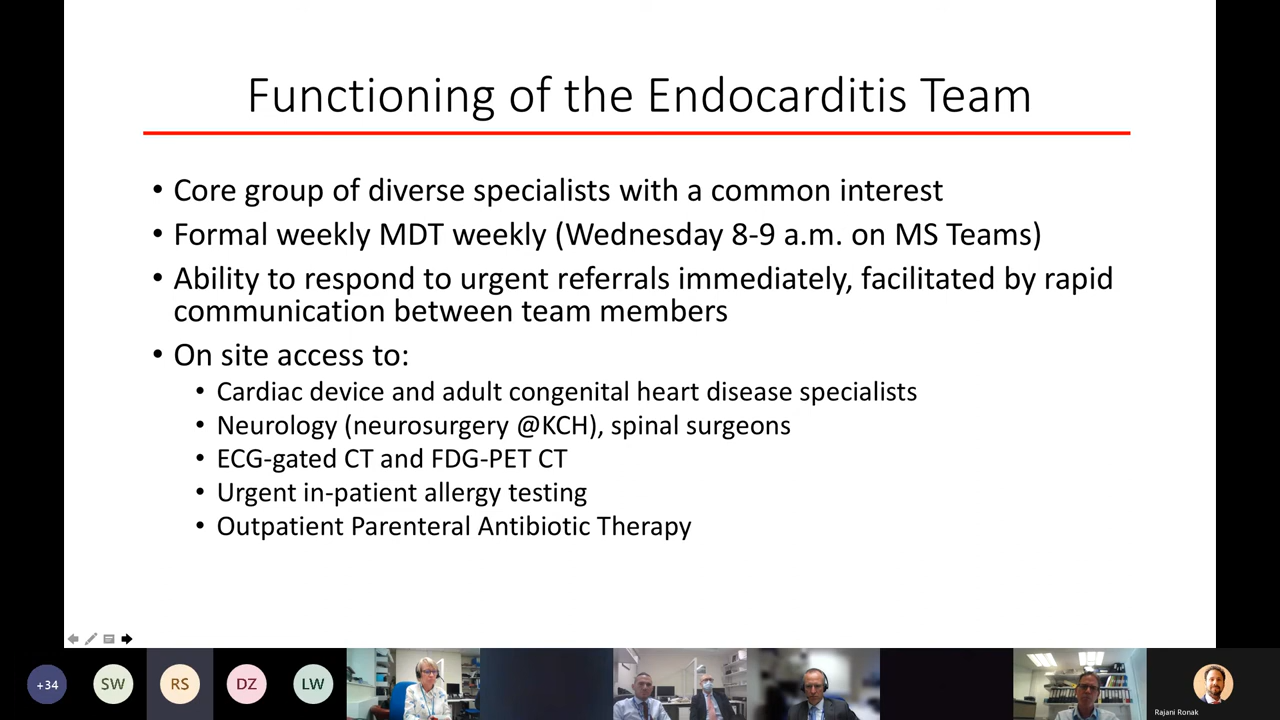 Functioning of the Endocarditis Team
• Core group of diverse specialists with a common interest
• Formal weekly MDT weekly (Wednesday 8-9 a.m. on MS Teams)
• Ability to respond to urgent referrals immediately, facilitated by rapid
communication between team members
• On site access to:
• Cardiac device and adult congenital heart disease specialists
• Neurology (neurosurgery @KCH), spinal surgeons
• ECG-gated CT and FDG-PET CT
• Urgent in-patient allergy testing
• Outpatient Parenteral Antibiotic Therapy
+34
SW
RS
DZ
LW
Rajani Ronak